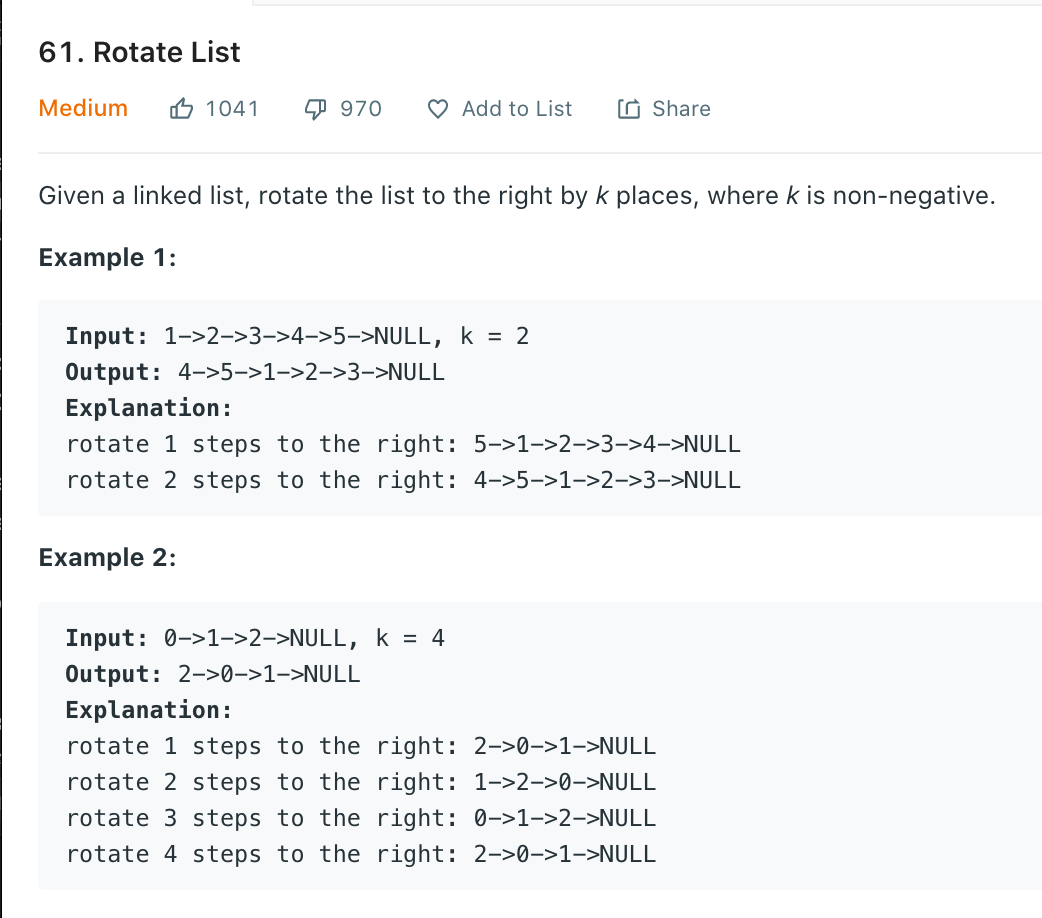 61. Rotate List
Medium 1041 970 Add to List Share
Given a linked list, rotate the list to the right by k places, where k is non-negative.
Example 1:
Input: 1->2->3->4->5->NULL, k = 2
Output: 4->5->1->2->3->NULL
Explanation:
rotate 1 steps to the right: 5->1->2->3->4->NULL
rotate 2 steps to the right: 4->5->1->2->3->NULL
Example 2:
Input: 0->1->2->NULL, k = 4
Output: 2->0->1->NULL
Explanation:
rotate 1 steps to the right: 2->0->1->NULL
rotate 2 steps to the right: 1->2->0->NULL
rotate 3 steps to the right: 0->1->2->NULL
rotate 4 steps to the right: 2->0->1->NULL